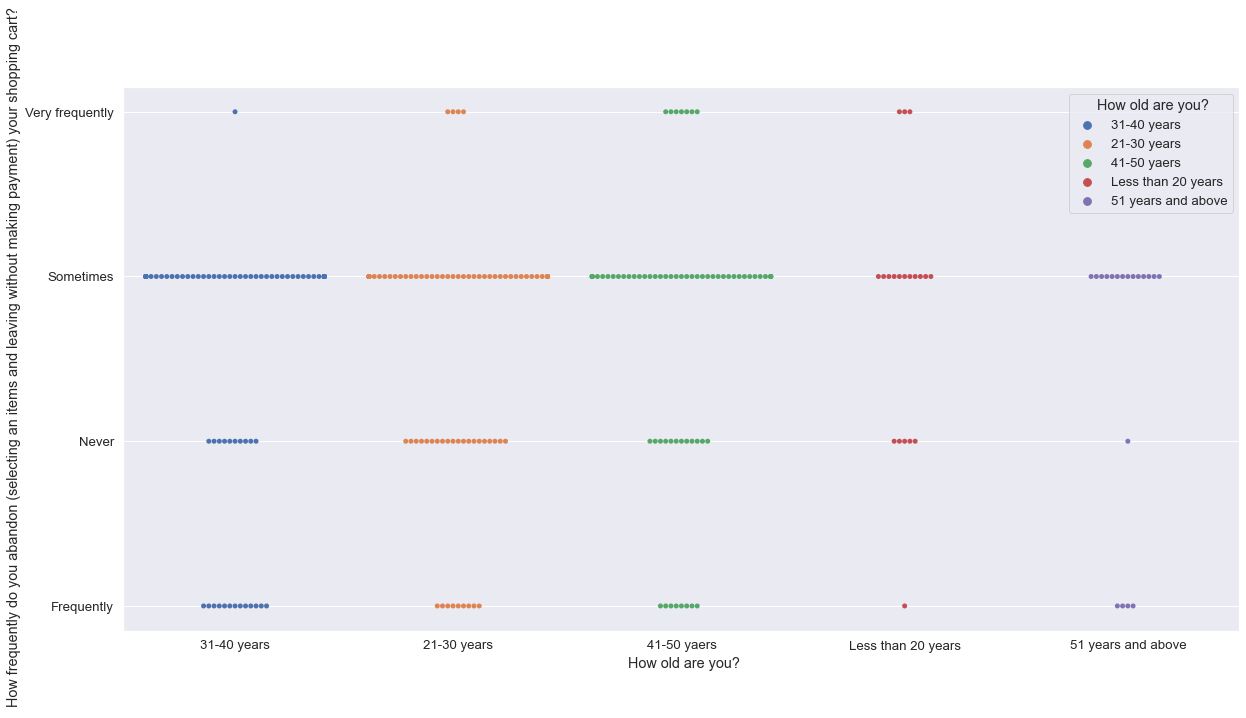 How frequently do you abandon (selecting an items and leaving without making payment) your shopping cart?
Very frequently
Sometimes
Never
Frequently
How old are you?
31-40 years
21-30 years
41-50 yaers
Less than 20 years
51 years and above
31-40 years
21-30 years
41-50 yaers
Less than 20 years
51 years and above
How old are you?